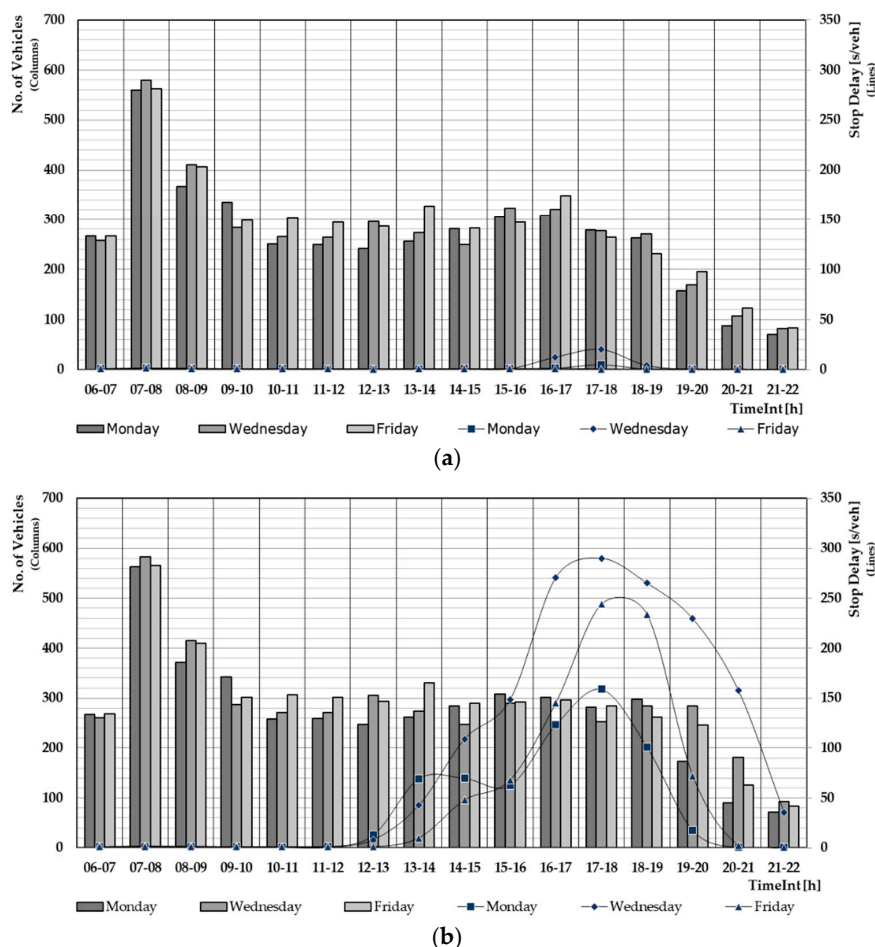 No. of Vehicles
(Columns)
Stop Delay [s/veh]
(Lines)
700 350
600 300
500 250
400 200
300 150
200 100
100 50
0 0
06-07 07-08 08-09 09-10 10-11 11-12 12-13 13-14 14-15 15-16 16-17 17-18 18-19 19-20 20-21 21-22
TimeInt [h]
Monday Wednesday Friday Monday Wednesday Friday
(a)
No. of Vehicles
(Columns)
Stop Delay [s/veh]
(Lines)
700 350
600 300
500 250
400 200
300 150
200 100
100 50
0 0
06-07 07-08 08-09 09-10 10-11 11-12 12-13 13-14 14-15 15-16 16-17 17-18 18-19 19-20 20-21 21-22
TimeInt [h]
Monday Wednesday Friday Monday Wednesday Friday
(b)